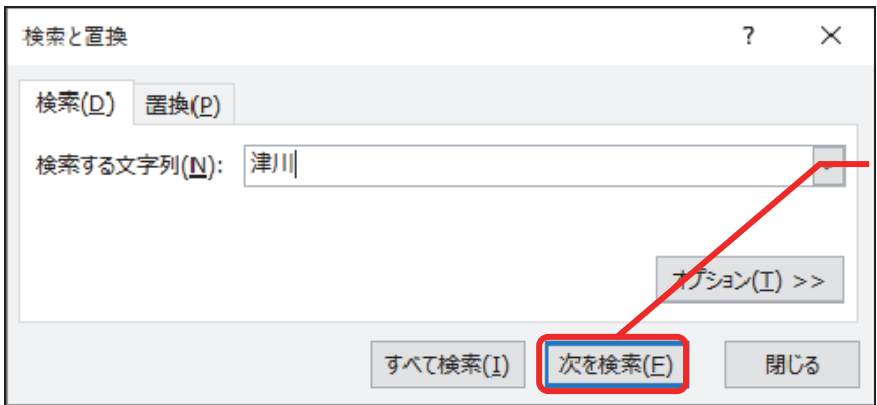 検索と置換 ?
検索(D) 置換(P)
検索する文字列(N): 津川
オプション(T) >>
すべて検索(I) 次を検索(F) 閉じる